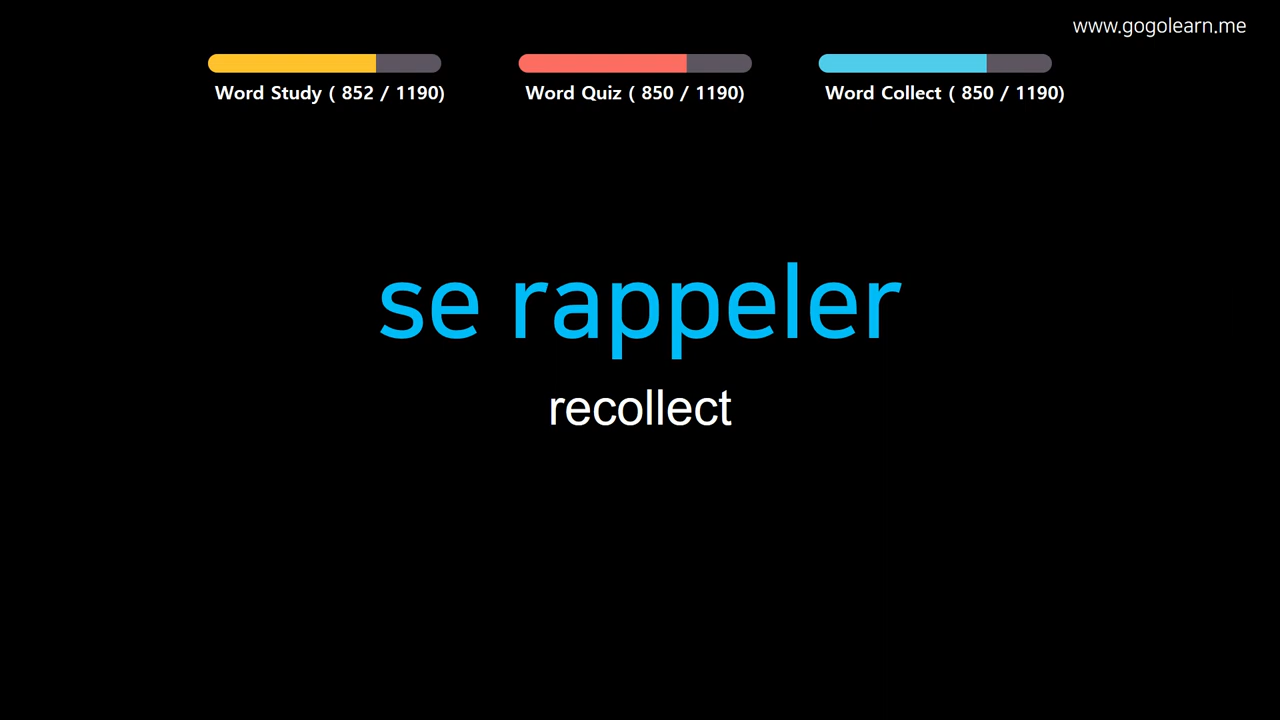 www.gogolearn.me
Word Study ( 852 / 1190)
Word Quiz ( 850 / 1190)
Word Collect ( 850 / 1190)
se rappeler
recollect